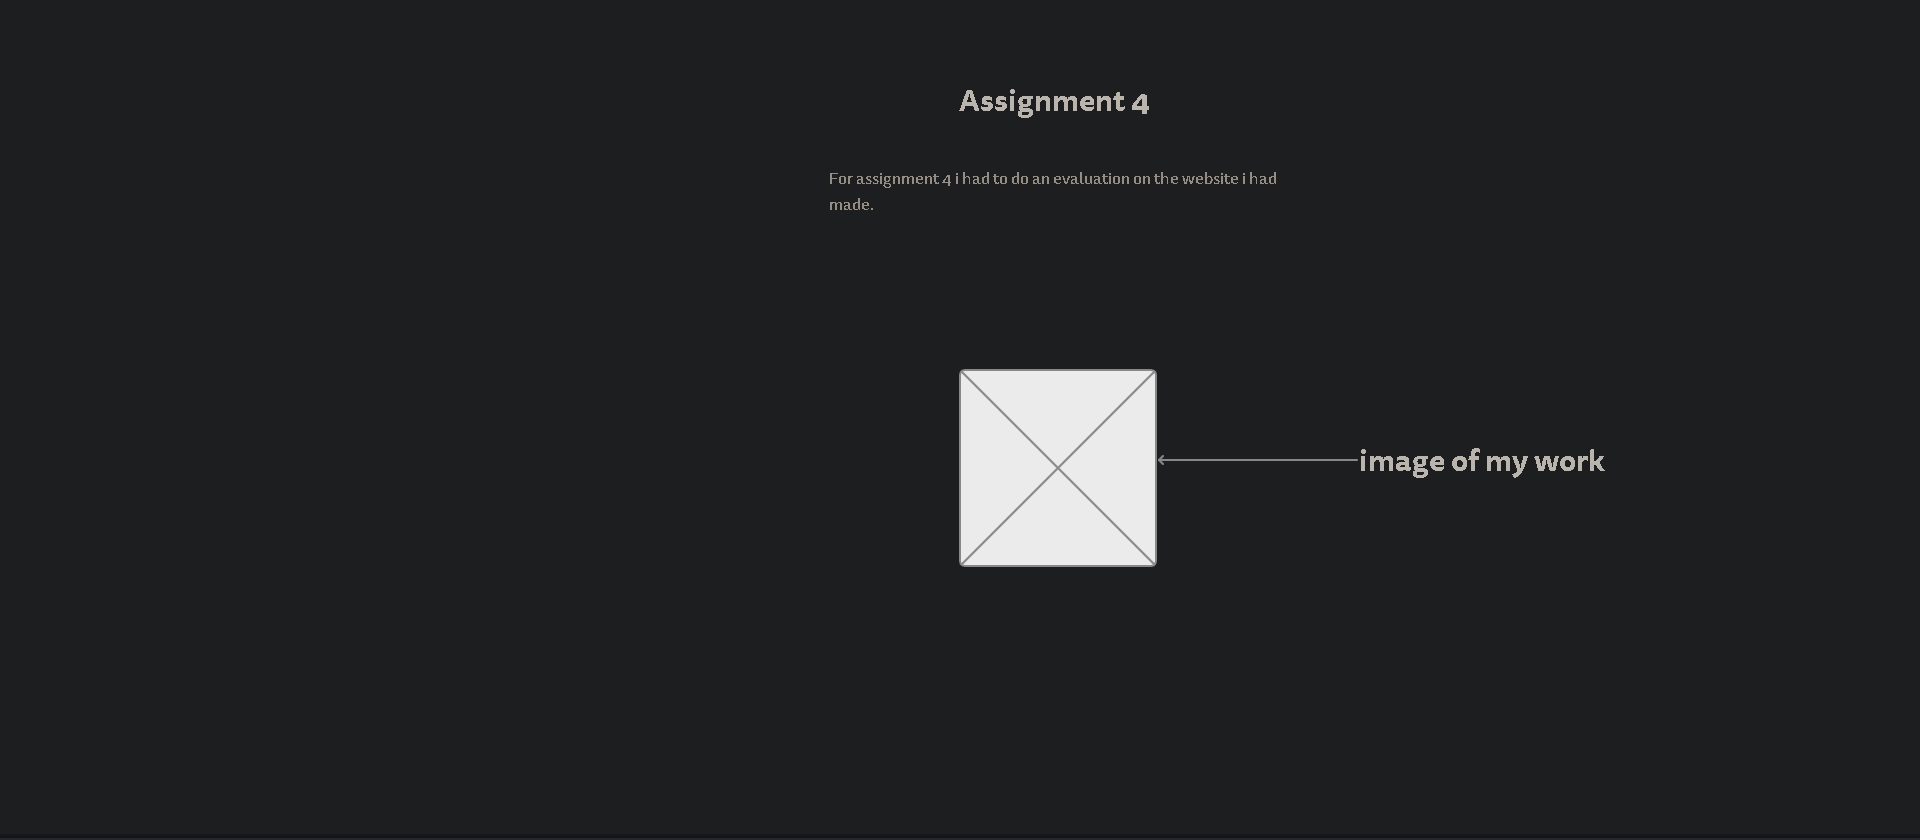 Assignment 4
For assignment 4 i had to do an evaluation on the website i had
made.
image of my work